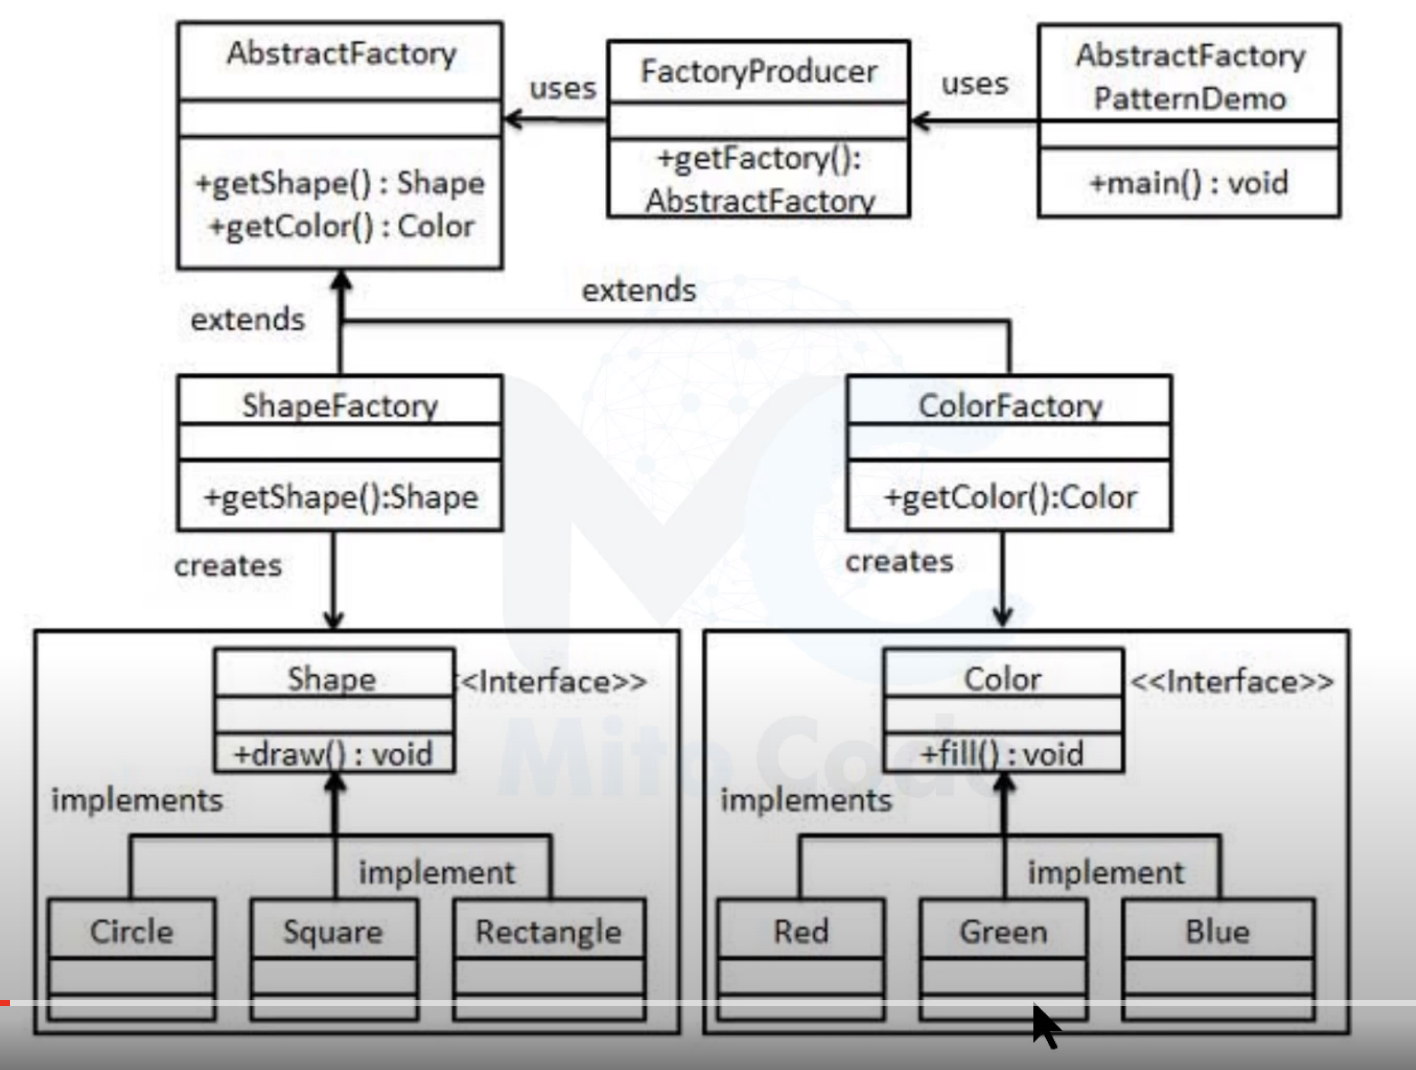 AbstractFactory
+getShape() : Shape
+getColor() : Color
uses
FactoryProducer
+getFactory():
AbstractFactory
uses
AbstractFactory
PatternDemo
+main() : void
extends
extends
ShapeFactory
+getShape():Shape
ColorFactory
+getColor():Color
creates
creates
Shape
<<Interface>>
+draw() : void
implements
implement
Circle
Square
Rectangle
Color
<<Interface>>
+fill() : void
implements
implement
Red
Green
Blue
MC
Mito Code